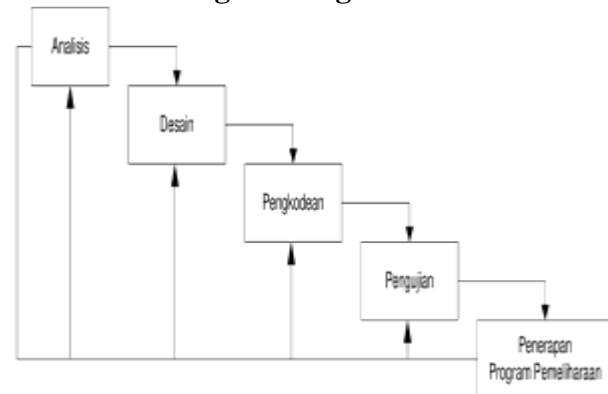 Analisis
Desain
Pengkodean
Pengujian
Penerapan
Program Pemeliharaan